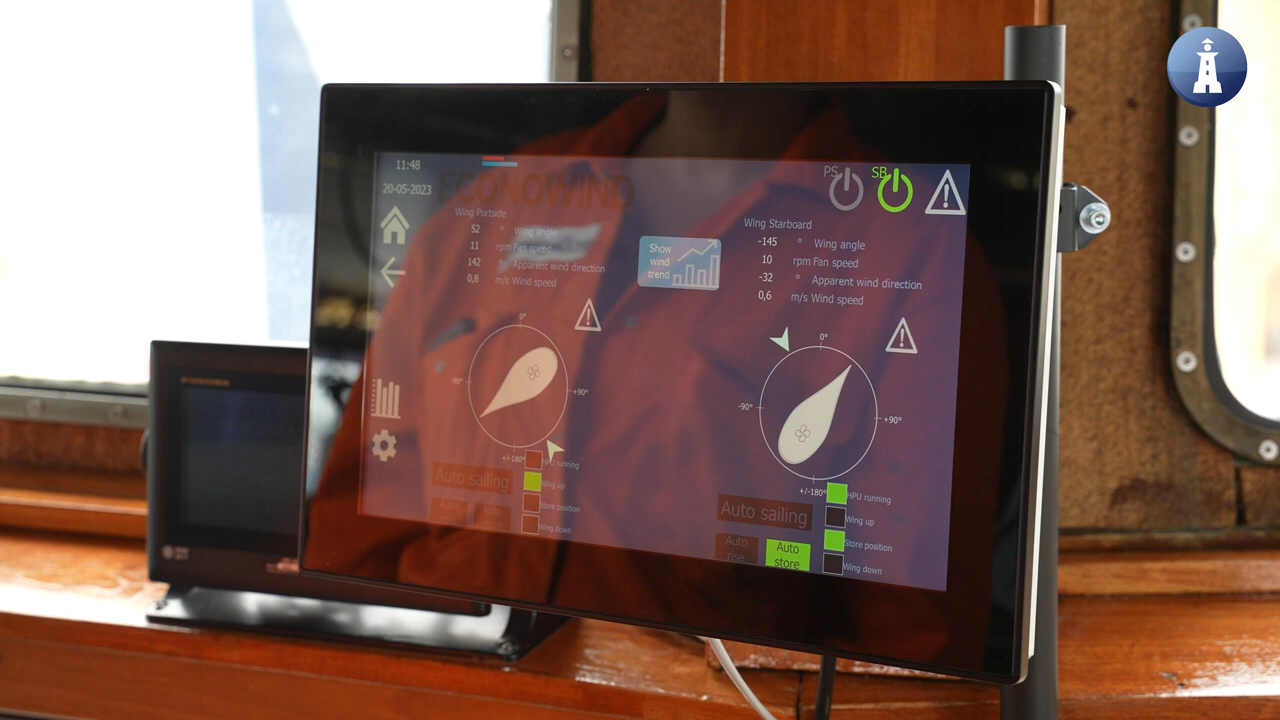 11:48
20-05-2023
ECONOWIND
PS
SB
Wing Portside
52 ° Wing angle
11 rpm Fan speed
142 ° Apparent wind direction
0,8 m/s Wind speed
Show
wind
trend
Wing Starboard
-145 ° Wing angle
10 rpm Fan speed
-32 ° Apparent wind direction
0,6 m/s Wind speed
0°
-90°
+90°
+/-180°
HPU running
Wing up
Store position
Wing down
Auto sailing
Auto
0°
-90°
+90°
+/-180°
HPU running
Wing up
Store position
Wing down
Auto sailing
Auto
rise
Auto
store